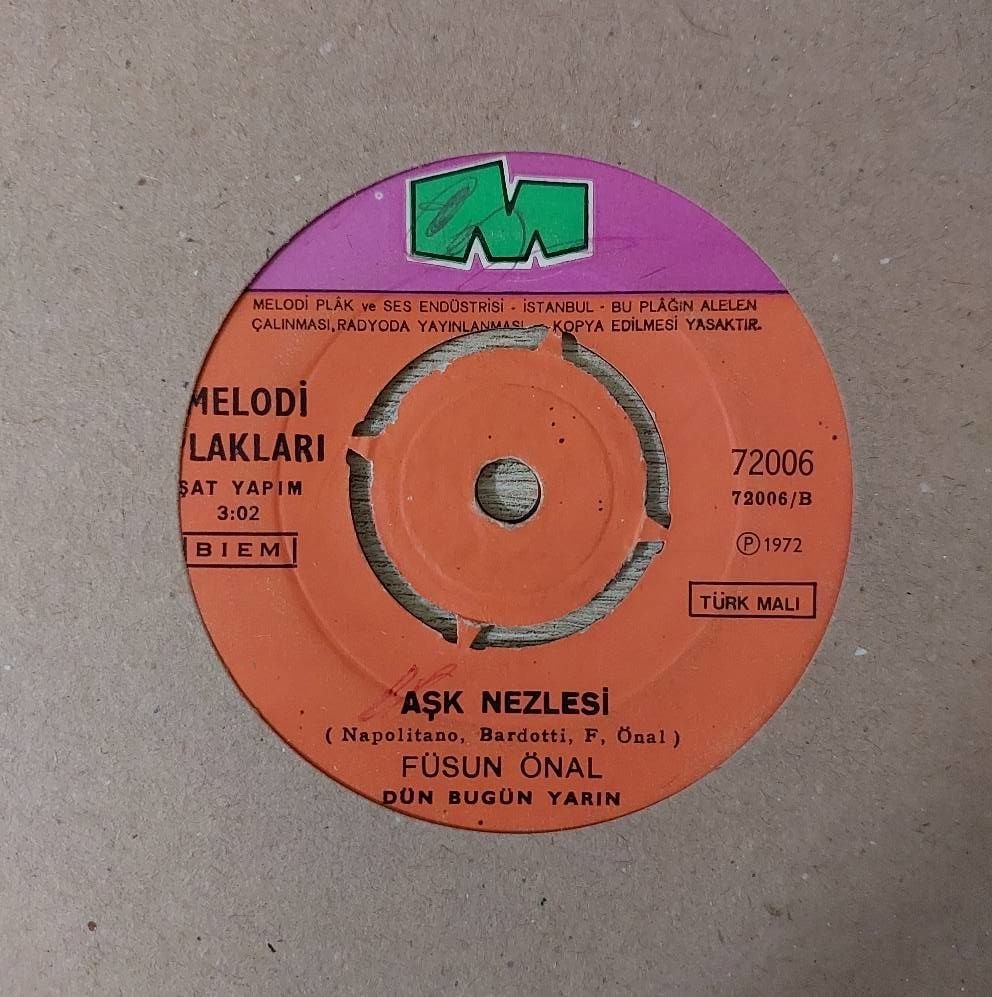 MELODİ PLÂK ve SES ENDÜSTRİSİ - İSTANBUL - BU PLÂĞIN ALELEN
ÇALINMASI, RADYODA YAYINLANMASI KOPYA EDİLMESİ YASAKTIR.
MELODİ
LAKLARI
ŞAT YAPIM
3:02
BIEM
72006
72006/B
Ⓟ 1972
TÜRK MALI
AŞK NEZLESİ
( Napolitano, Bardotti, F, Önal )
FÜSUN ÖNAL
DÜN BUGÜN YARIN